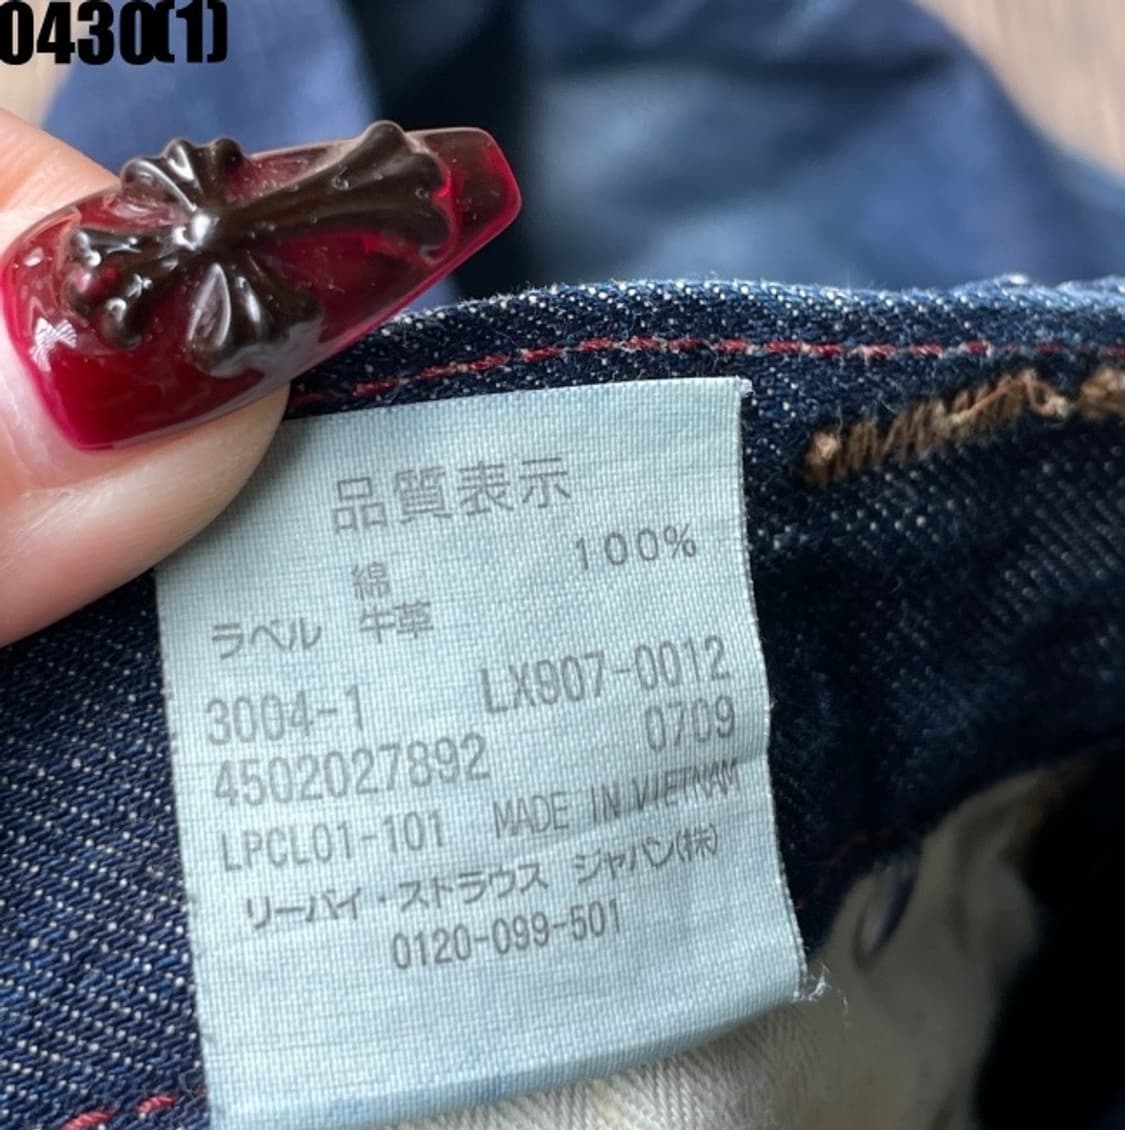 0430(1)
品質表示
綿 100%
ラベル 牛革
3004-1 LX907-0012
4502027892 0709
LPCL01-101 MADE IN VIETNAM
リーバイ・ストラウス ジャパン(株)
0120-099-501